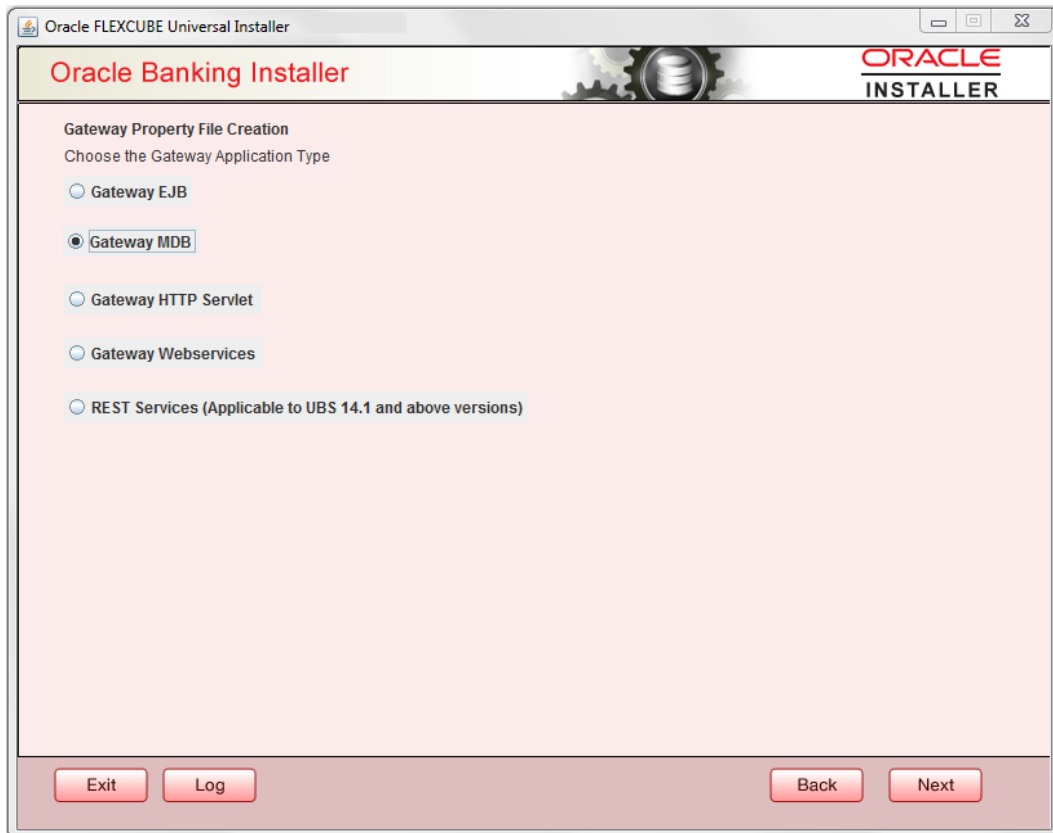 Oracle FLEXCUBE Universal Installer
Oracle Banking Installer
ORACLE
INSTALLER
Gateway Property File Creation
Choose the Gateway Application Type
Gateway EJB
Gateway MDB
Gateway HTTP Servlet
Gateway Webservices
REST Services (Applicable to UBS 14.1 and above versions)
Exit
Log
Back
Next